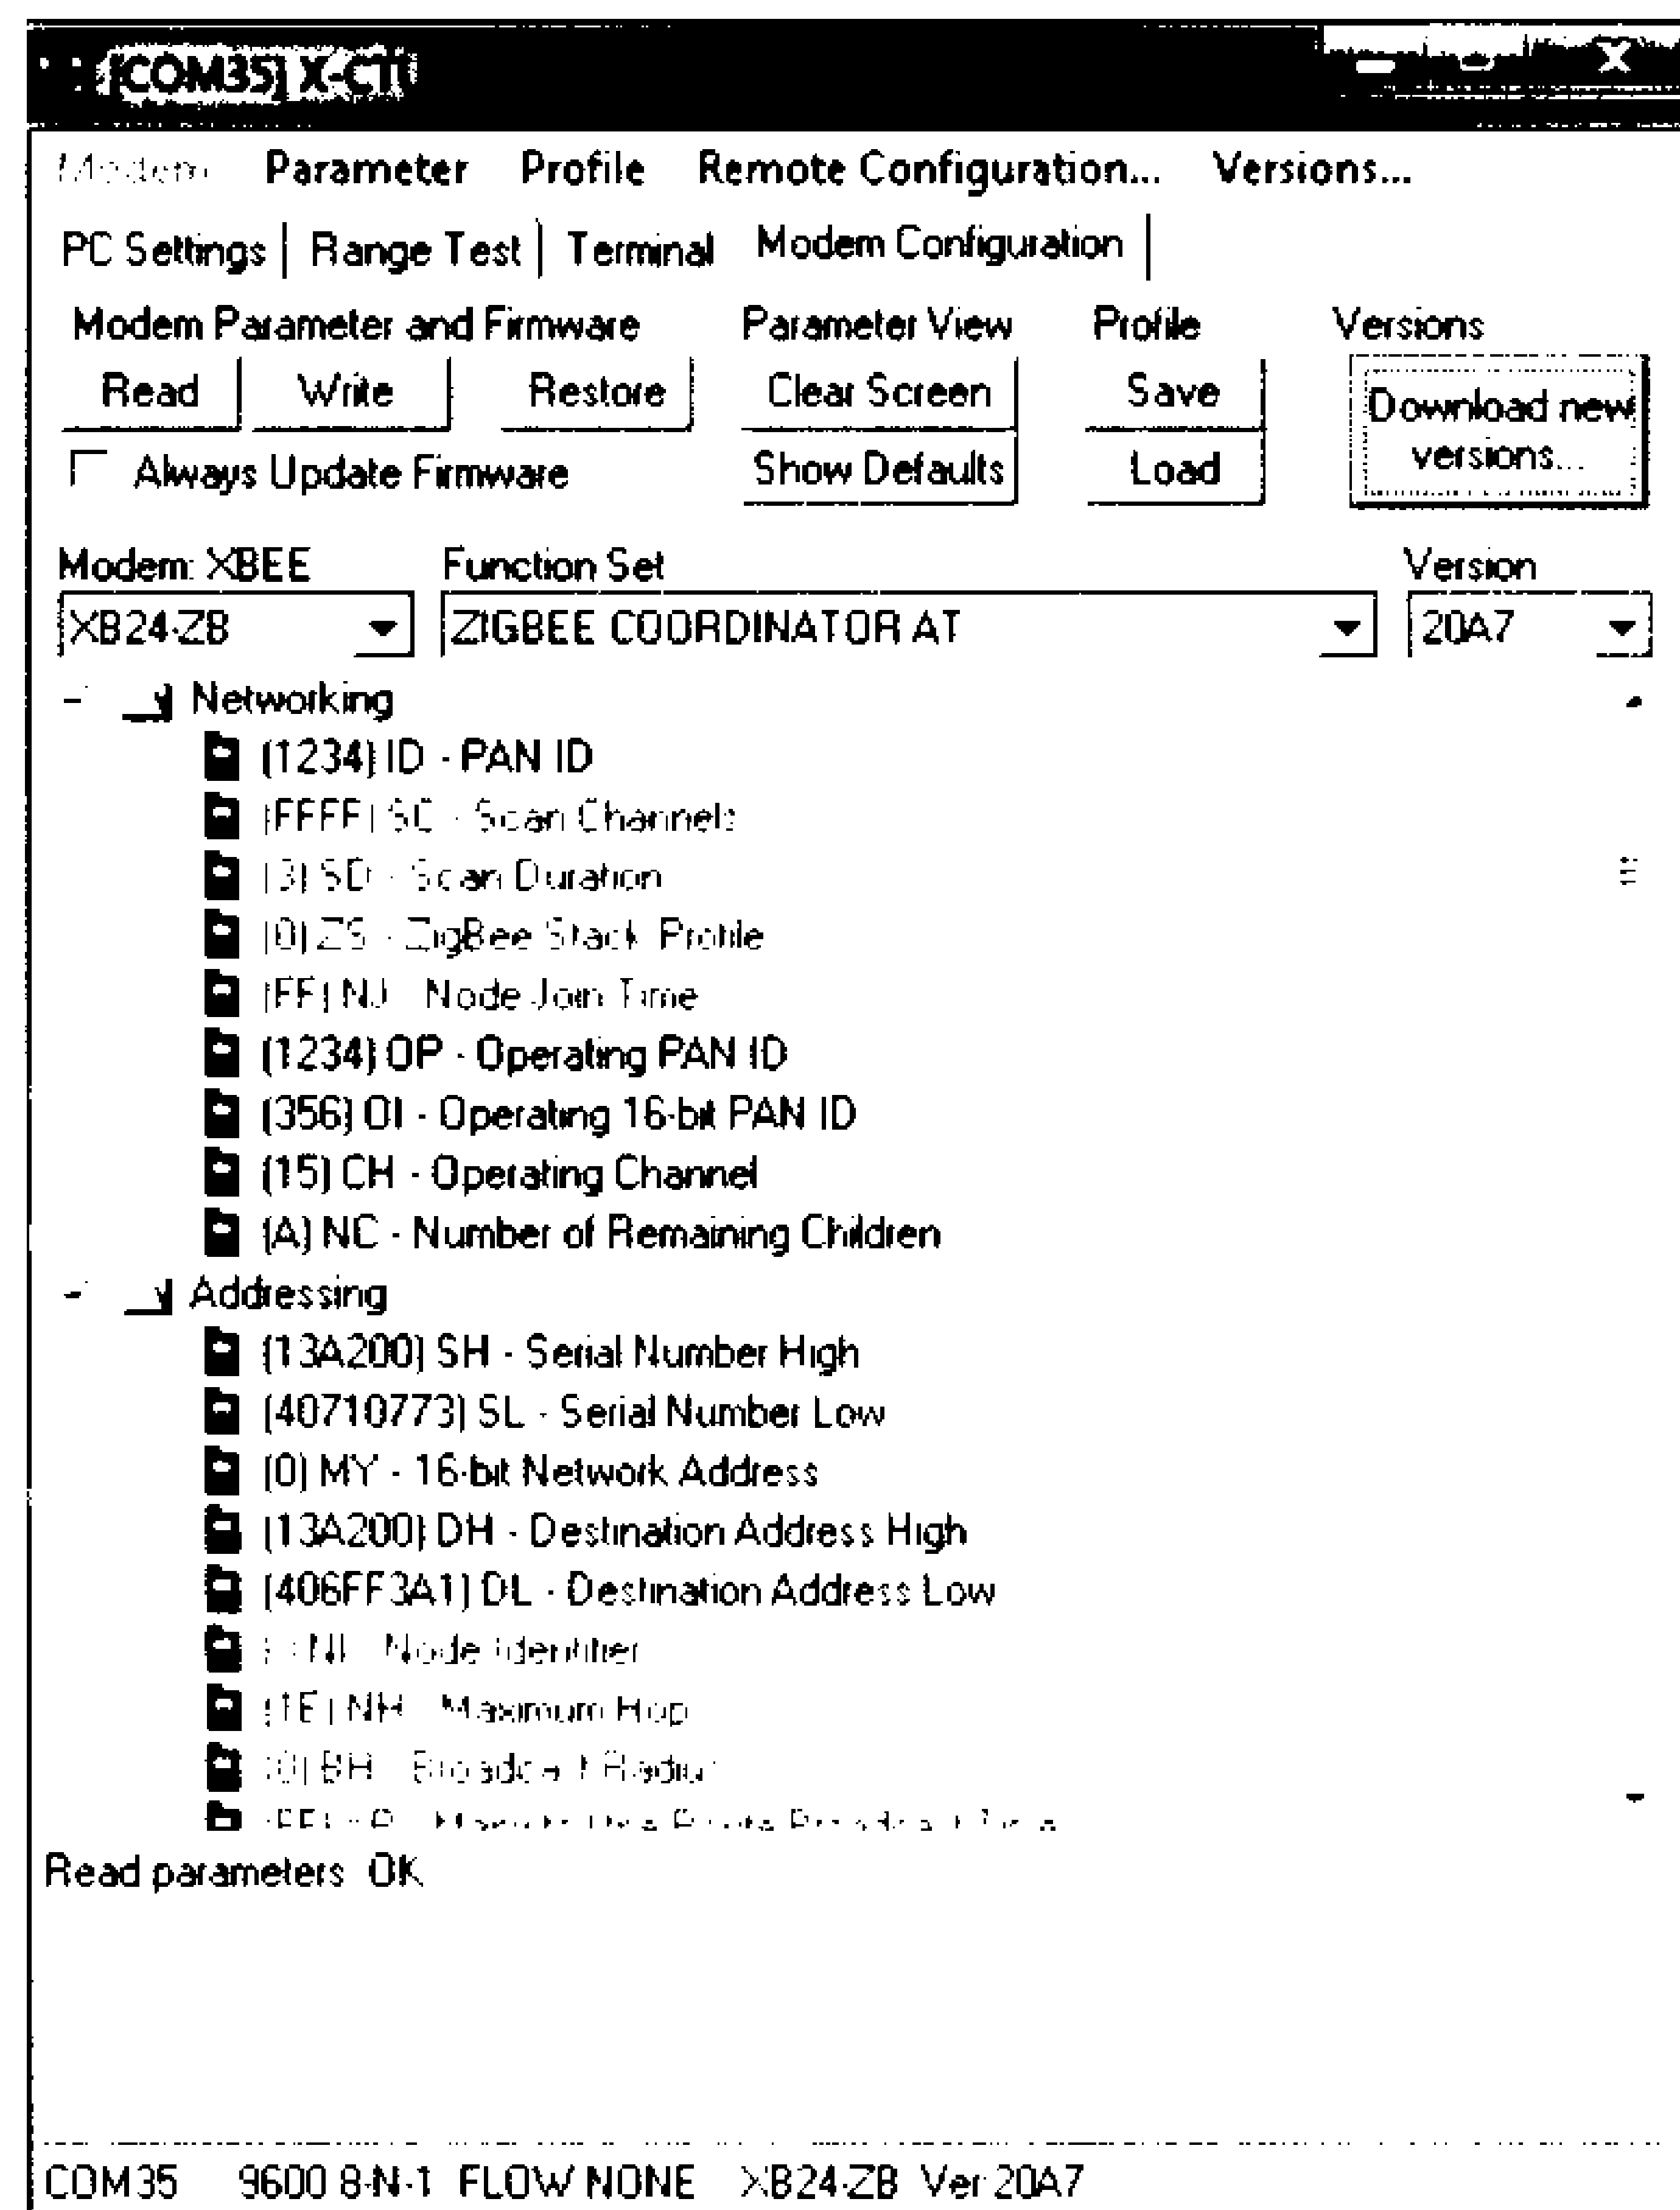 [COM35] X-CTU
Modem Parameter Profile Remote Configuration... Versions...
PC Settings Range Test Terminal Modem Configuration
Modem Parameter and Firmware Parameter View Profile Versions
Read Write Restore Clear Screen Save Download new versions...
Always Update Firmware Show Defaults Load
Modem: XBEE Function Set Version
XB24-ZB ZIGBEE COORDINATOR AT 20A7
Networking
(1234) ID - PAN ID
(FFFF) SC - Scan Channels
(3) SD - Scan Duration
(0) ZS - ZigBee Stack Profile
(FF) NJ - Node Join Time
(1234) OP - Operating PAN ID
(356) OI - Operating 16-bit PAN ID
(15) CH - Operating Channel
(A) NC - Number of Remaining Children
Addressing
(13A200) SH - Serial Number High
(40710773) SL - Serial Number Low
(0) MY - 16-bit Network Address
(13A200) DH - Destination Address High
(406FF3A1) DL - Destination Address Low
NI - Node Identifier
(1E) NH - Maximum Hop
(0) BH - Broadcast Radius
Read parameters OK
COM35 9600 8-N-1 FLOW:NONE XB24-ZB Ver:20A7